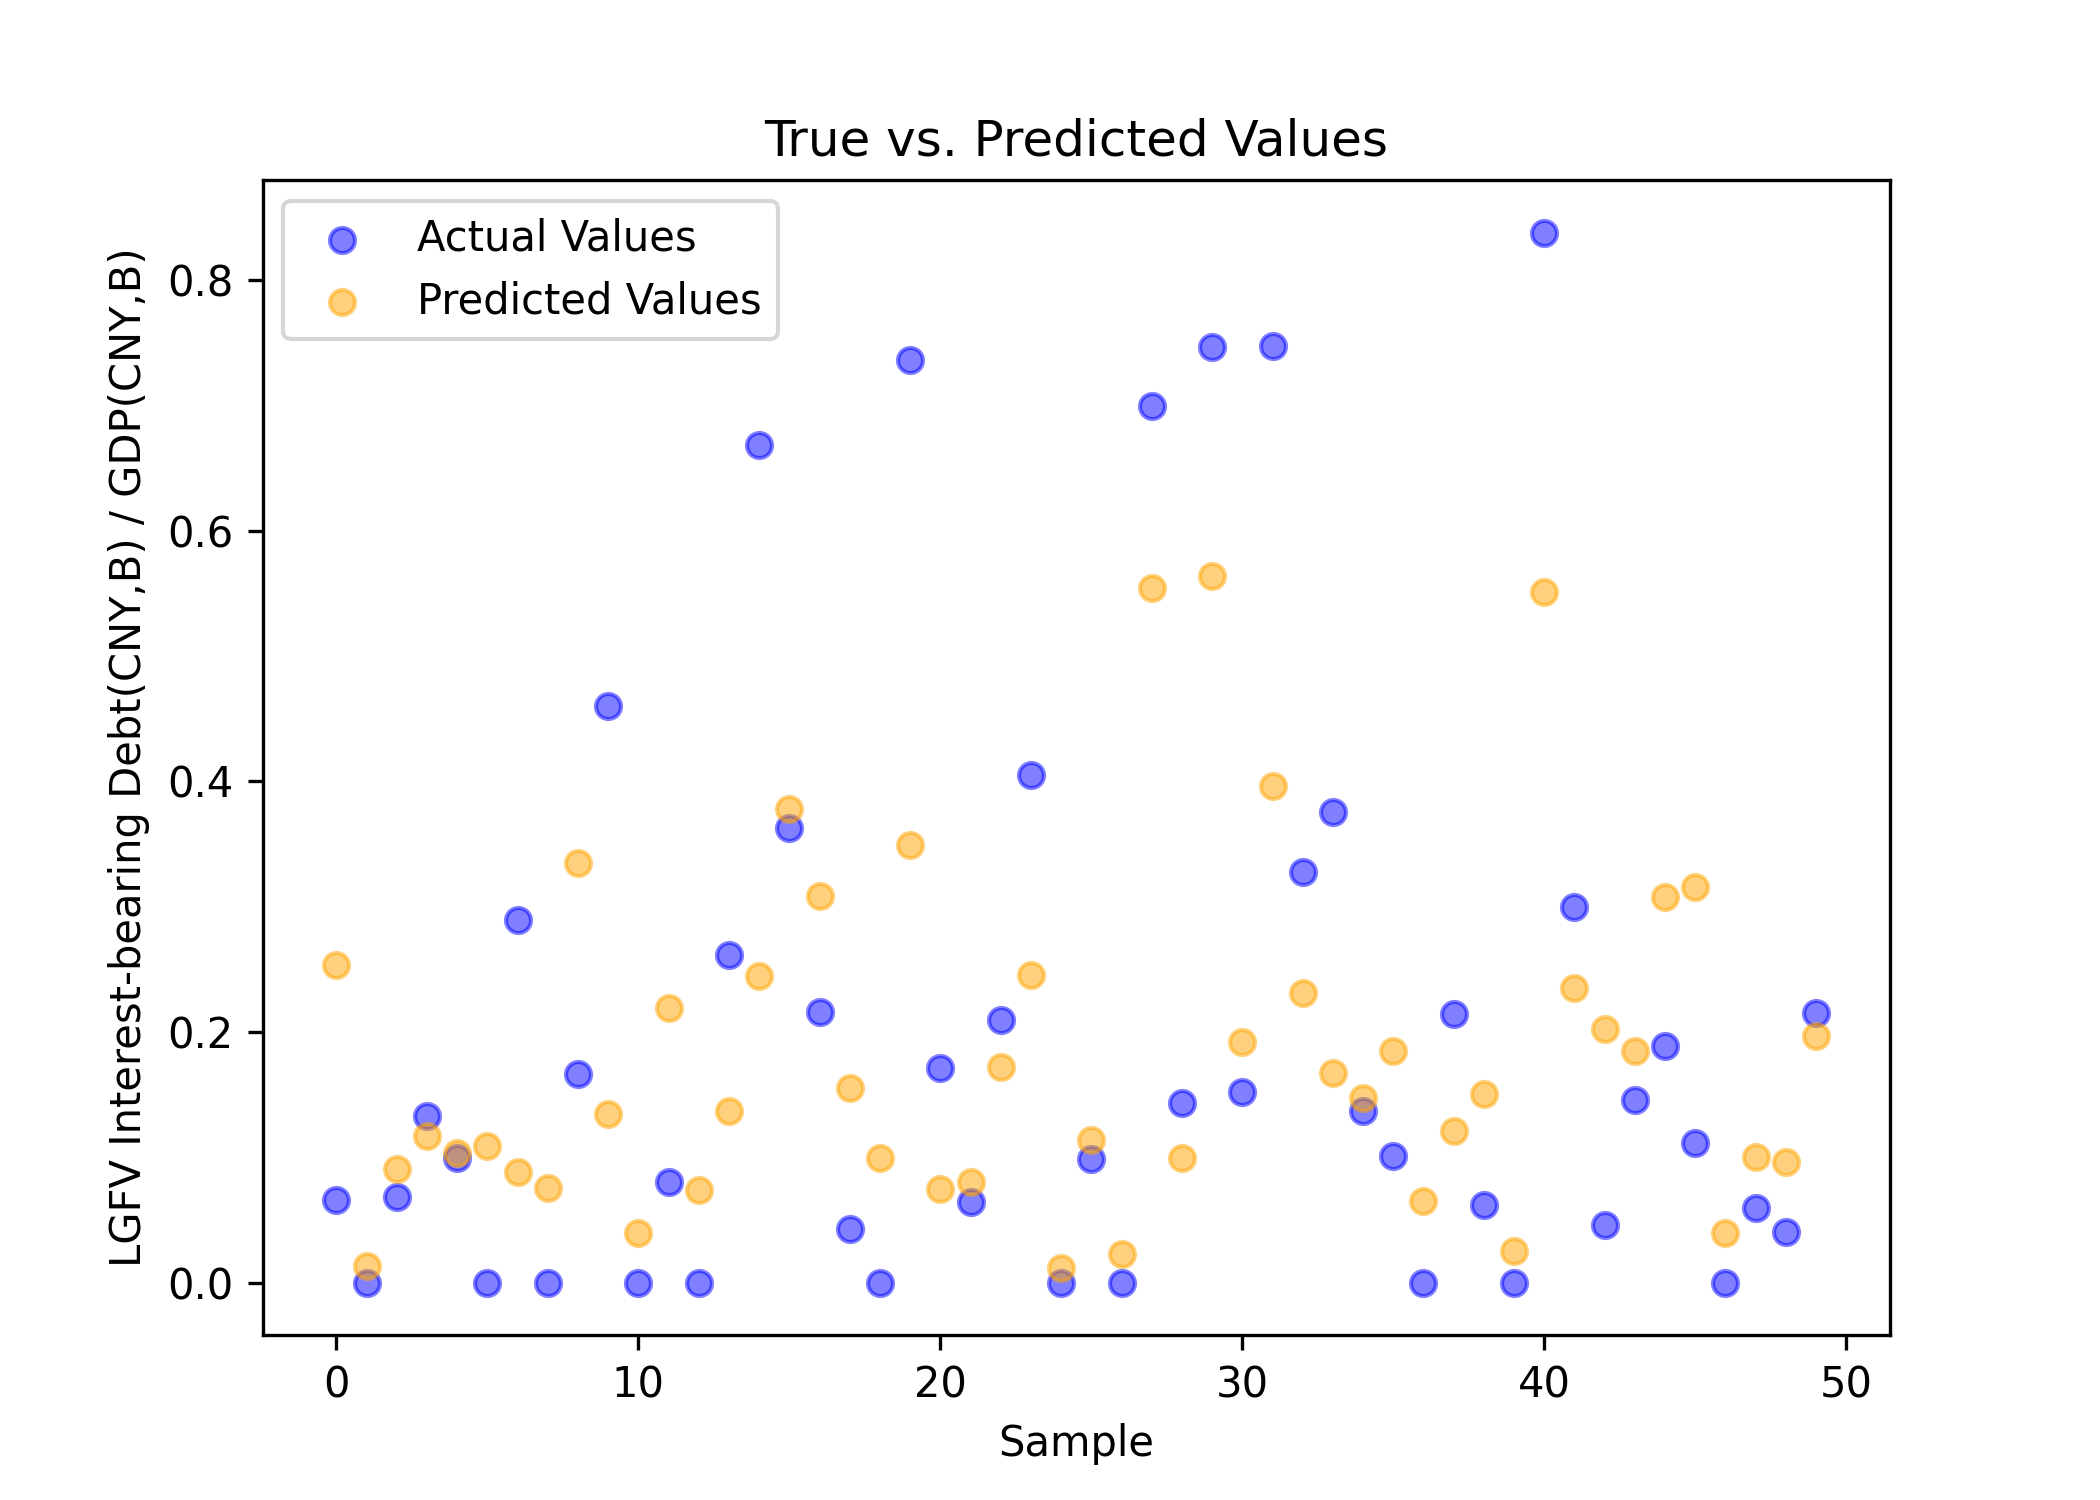 True vs. Predicted Values
Actual Values
Predicted Values
LGFV Interest-bearing Debt(CNY,B) / GDP(CNY,B)
0.8
0.6
0.4
0.2
0.0
0 10 20 30 40 50
Sample